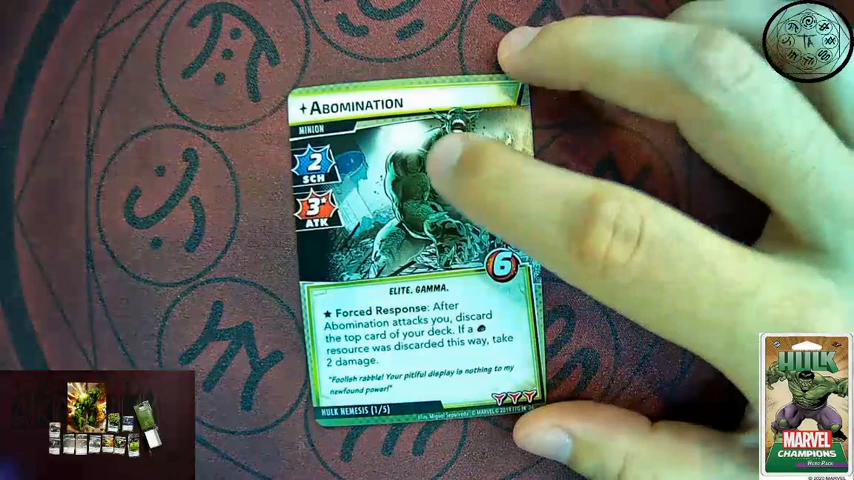 ABOMINATION
MINION
2
SCH
3*
ATK
6
ELITE. GAMMA.
★ Forced Response: After
Abomination attacks you, discard
the top card of your deck. If a
resource was discarded this way, take
2 damage.
"Foolish rabble! Your pitiful display is nothing to my
newfound power!"
HULK NEMESIS (1/5)
HULK
MARVEL
CHAMPIONS
HERO PACK